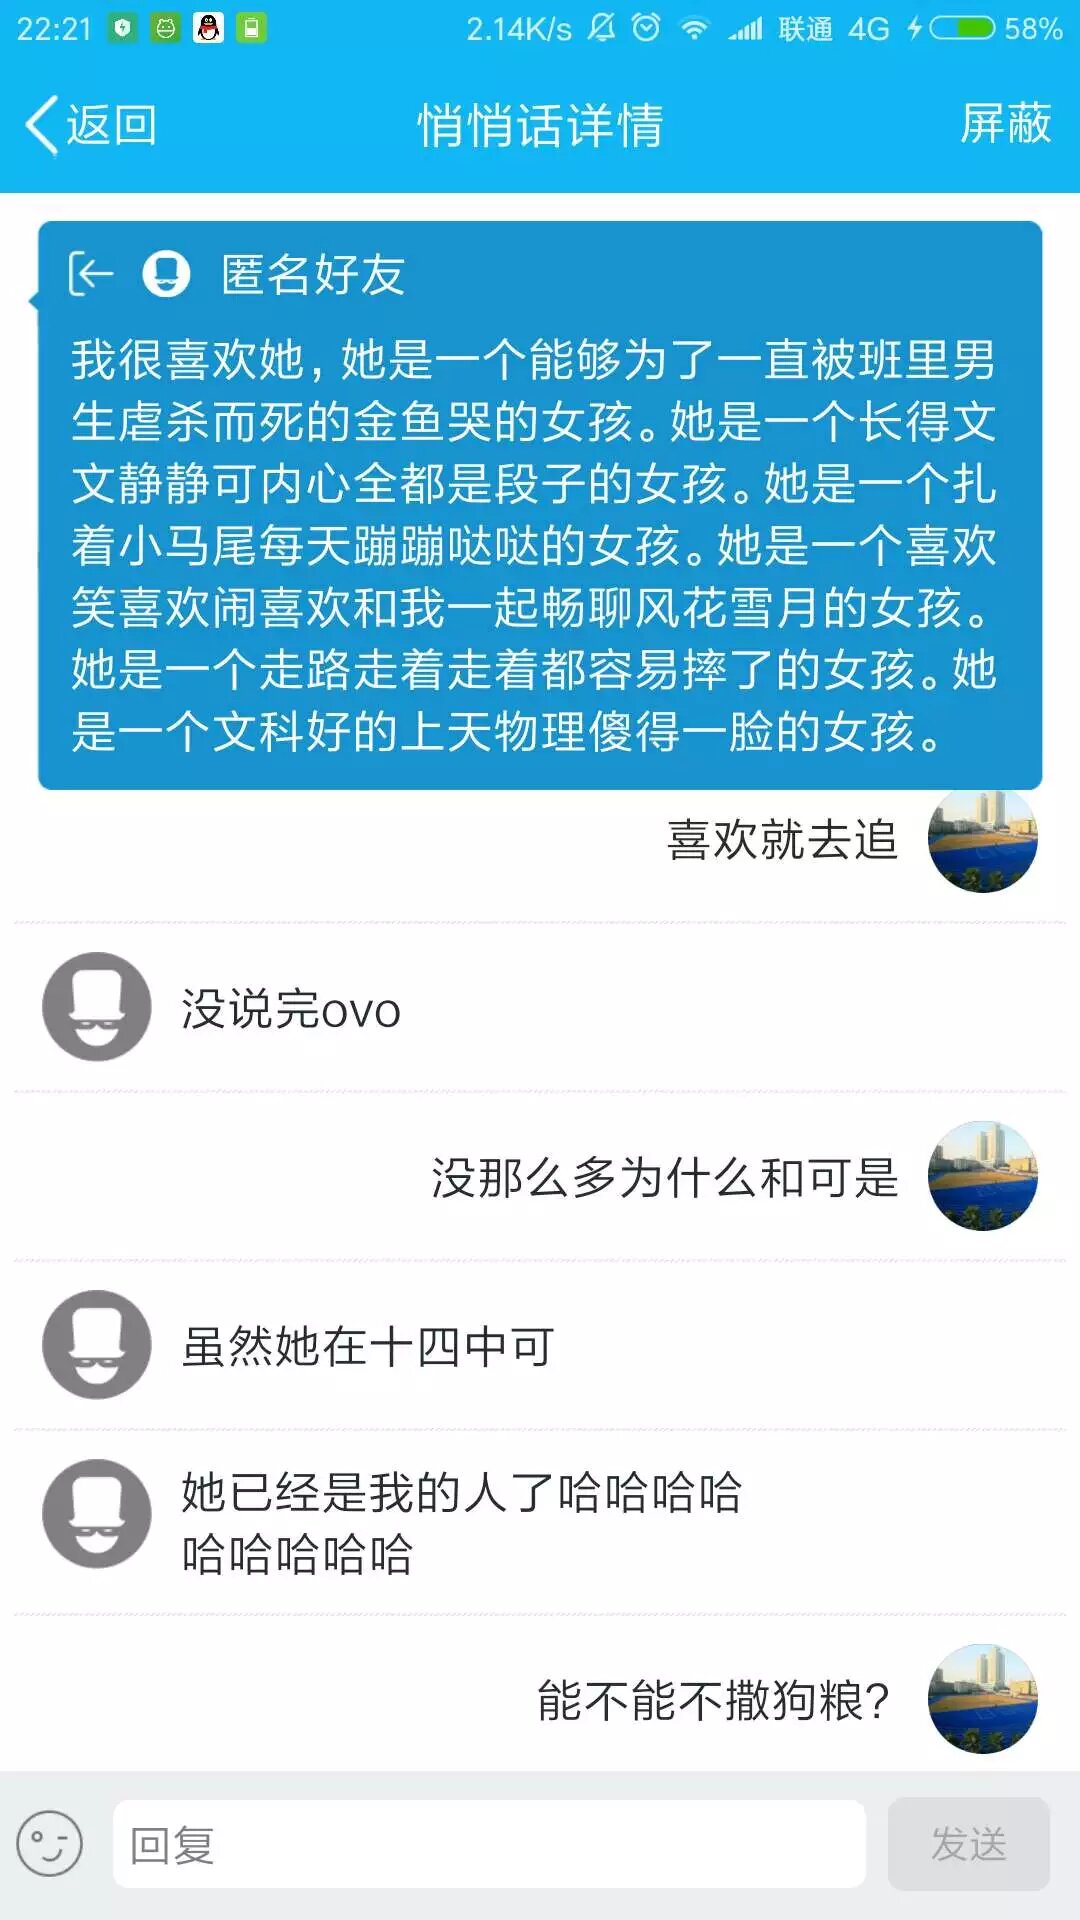 22:21 2.14K/s 联通 4G 58%
返回 悄悄话详情 屏蔽
匿名好友
我很喜欢她，她是一个能够为了一直被班里男
生虐杀而死的金鱼哭的女孩。她是一个长得文
文静静可内心全都是段子的女孩。她是一个扎
着小马尾每天蹦蹦哒哒的女孩。她是一个喜欢
笑喜欢闹喜欢和我一起畅聊风花雪月的女孩。
她是一个走路走着走着都容易摔了的女孩。她
是一个文科好的上天物理傻得一脸的女孩。
喜欢就去追
没说完ovo
没那么多为什么和可是
虽然她在十四中可
她已经是我的人了哈哈哈哈
哈哈哈哈哈
能不能不撒狗粮？
回复 发送